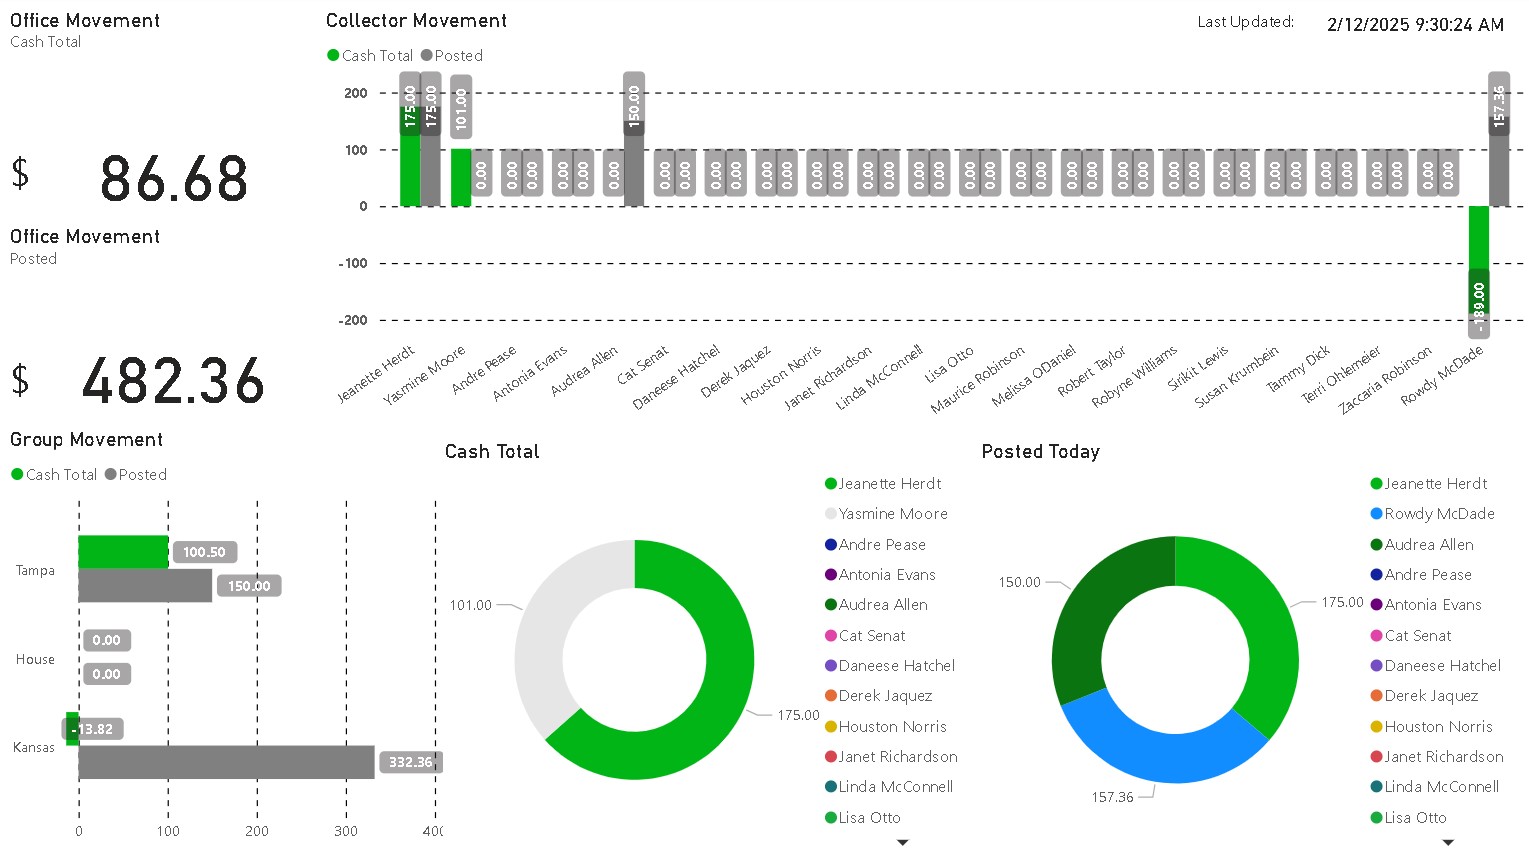 Office Movement
Cash Total
$ 86.68
Office Movement
Posted
$ 482.36
Collector Movement
Last Updated: 2/12/2025 9:30:24 AM
Cash Total Posted
200
100
0
-100
-200
175.00 175.00 101.00 0.00 0.00 0.00 0.00 0.00 0.00 150.00 0.00 0.00 0.00 0.00 0.00 0.00 0.00 0.00 0.00 0.00 0.00 0.00 0.00 0.00 0.00 0.00 0.00 0.00 0.00 0.00 0.00 0.00 0.00 0.00 0.00 0.00 0.00 0.00 0.00 0.00 0.00 0.00 -189.00 157.36
Jeanette Herdt
Yasmine Moore
Andre Pease
Antonia Evans
Audrea Allen
Cat Senat
Daneese Hatchel
Derek Jaquez
Houston Norris
Janet Richardson
Linda McConnell
Lisa Otto
Maurice Robinson
Melissa ODaniel
Robert Taylor
Robyne Williams
Sirikit Lewis
Susan Krumbein
Tammy Dick
Terri Ohlemeier
Zaccaria Robinson
Rowdy McDade
Group Movement
Cash Total Posted
Tampa
100.50
150.00
House
0.00
0.00
Kansas
-13.82
332.36
0 100 200 300 400
Cash Total
101.00
175.00
Jeanette Herdt
Yasmine Moore
Andre Pease
Antonia Evans
Audrea Allen
Cat Senat
Daneese Hatchel
Derek Jaquez
Houston Norris
Janet Richardson
Linda McConnell
Lisa Otto
Posted Today
150.00
175.00
157.36
Jeanette Herdt
Rowdy McDade
Audrea Allen
Andre Pease
Antonia Evans
Cat Senat
Daneese Hatchel
Derek Jaquez
Houston Norris
Janet Richardson
Linda McConnell
Lisa Otto